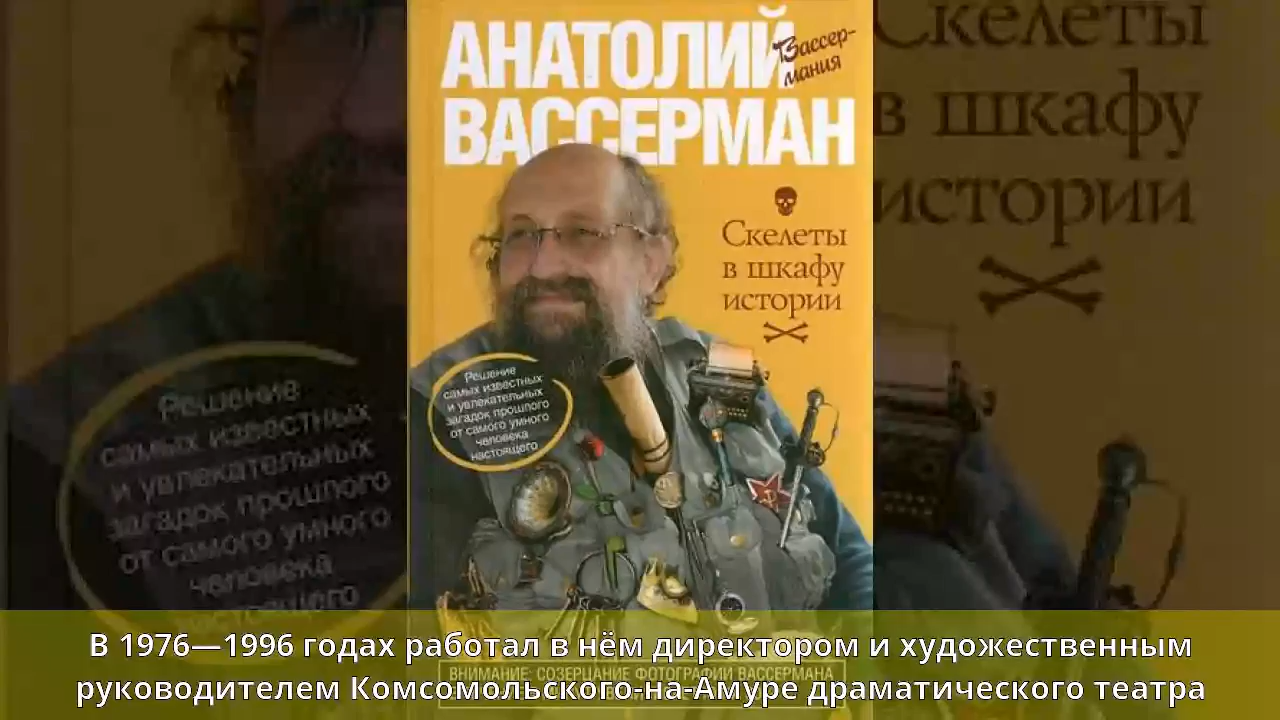 АНАТОЛИЙ
ВАССЕРМАН
Вассер-
мания
Скелеты
в шкафу
истории
Решение
самых известных
и увлекательных
загадок прошлого
от самого умного
человека
настоящего
Скелеты
в шкафу
истории
Решение
самых известных
и увлекательных
загадок прошлого
от самого умного
человека
настоящего
В 1976—1996 годах работал в нём директором и художественным
ВНИМАНИЕ: СОЗЕРЦАНИЕ ФОТОГРАФИИ ВАССЕРМАНА
руководителем Комсомольского-на-Амуре драматического театра